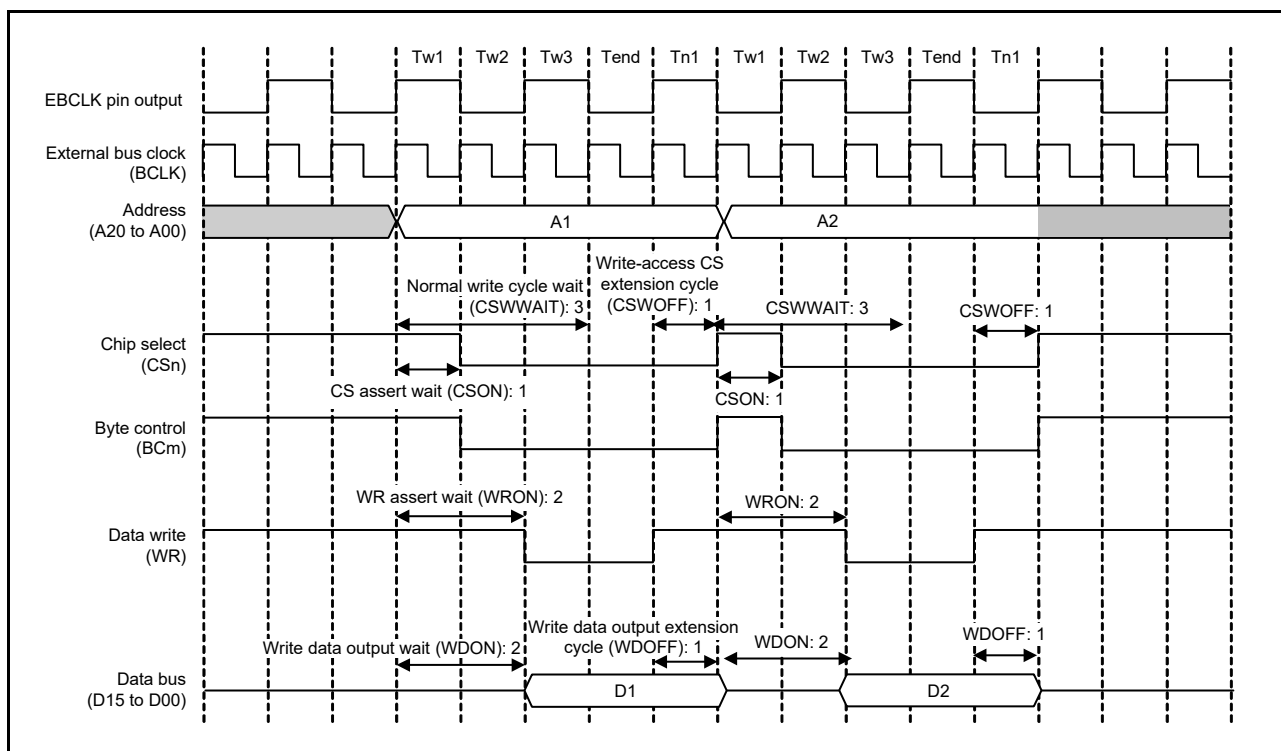 Tw1 Tw2 Tw3 Tend Tn1 Tw1 Tw2 Tw3 Tend Tn1
EBCLK pin output
External bus clock
(BCLK)
Address
(A20 to A00)
A1
A2
Normal write cycle wait
(CSWWAIT): 3
Write-access CS
extension cycle
(CSWOFF): 1
CSWWAIT: 3
CSWOFF: 1
Chip select
(CSn)
CS assert wait (CSON): 1
CSON: 1
Byte control
(BCm)
WR assert wait (WRON): 2
WRON: 2
Data write
(WR)
Write data output wait (WDON): 2
Write data output extension
cycle (WDOFF): 1
WDON: 2
WDOFF: 1
Data bus
(D15 to D00)
D1
D2